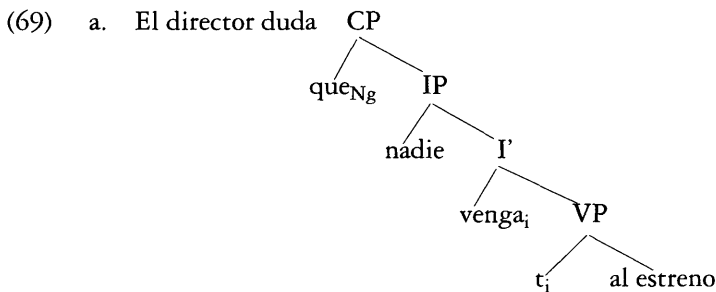 (69) a. El director duda CP
que_Ng IP
nadie I'
venga_i VP
t_i al estreno